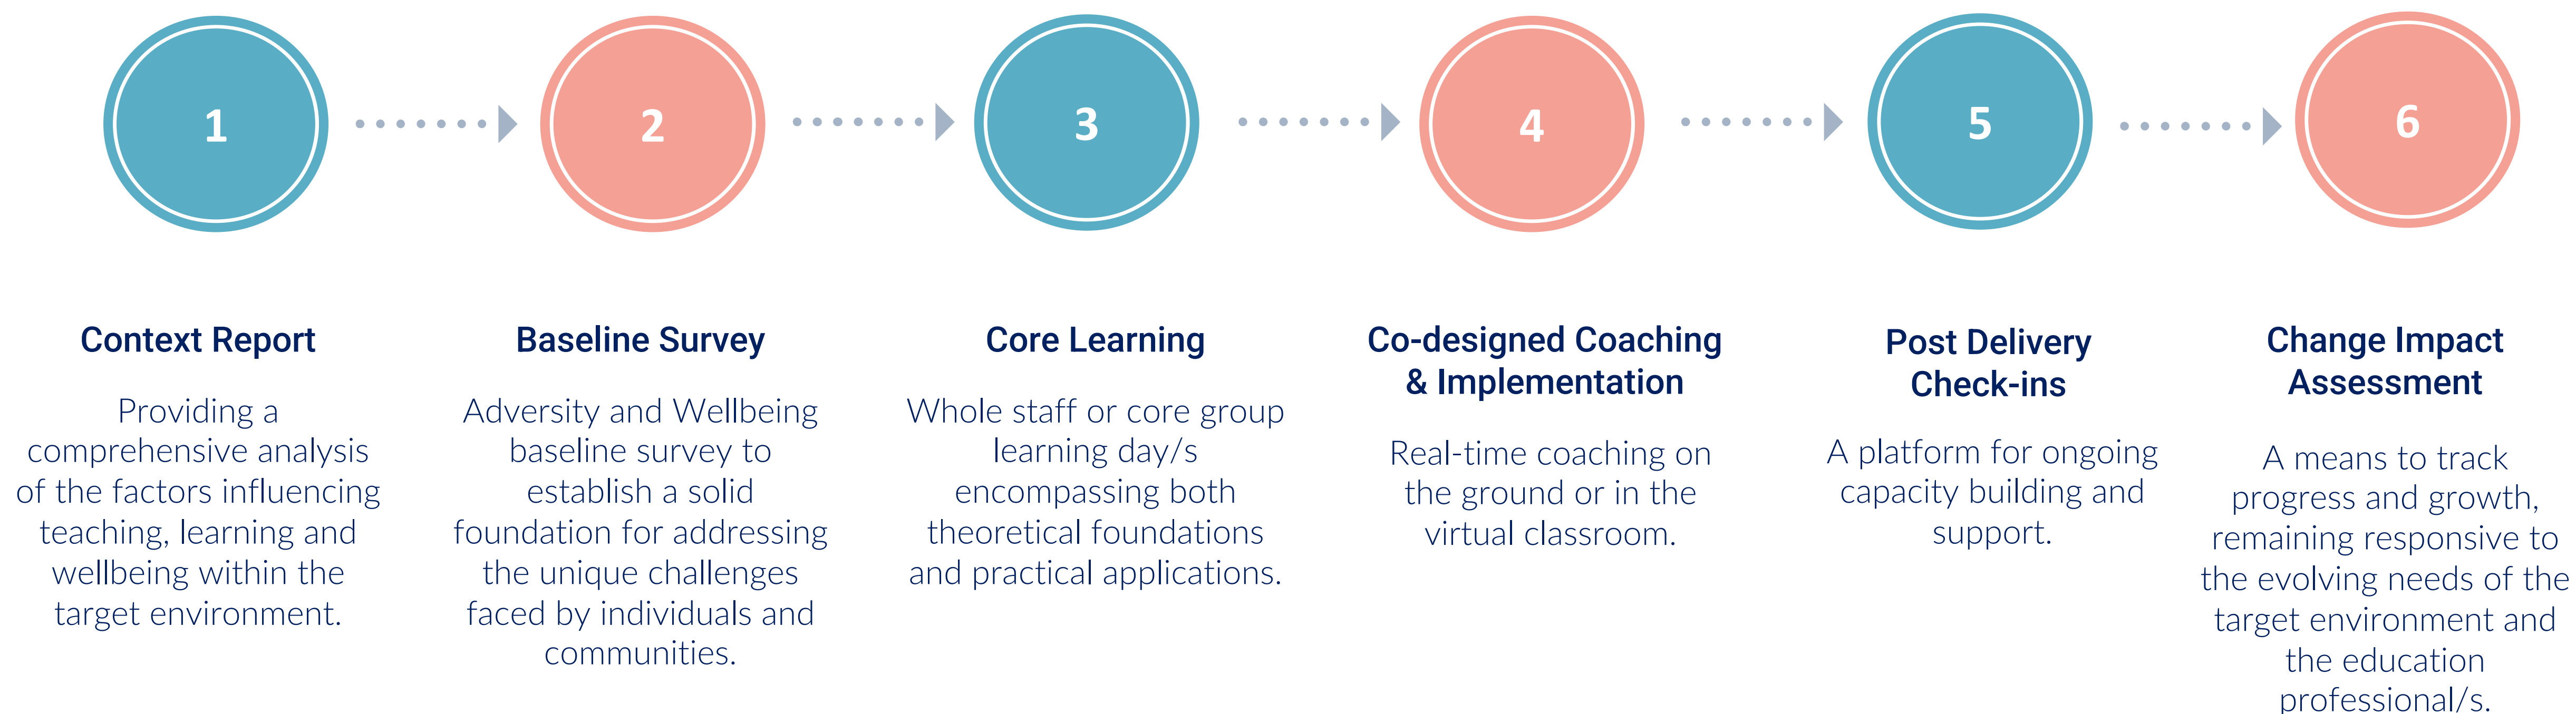 1
2
3
4
5
6
Context Report
Providing a
comprehensive analysis
of the factors influencing
teaching, learning and
wellbeing within the
target environment.
Baseline Survey
Adversity and Wellbeing
baseline survey to
establish a solid
foundation for addressing
the unique challenges
faced by individuals and
communities.
Core Learning
Whole staff or core group
learning day/s
encompassing both
theoretical foundations
and practical applications.
Co-designed Coaching
& Implementation
Real-time coaching on
the ground or in the
virtual classroom.
Post Delivery
Check-ins
A platform for ongoing
capacity building and
support.
Change Impact
Assessment
A means to track
progress and growth,
remaining responsive to
the evolving needs of the
target environment and
the education
professional/s.